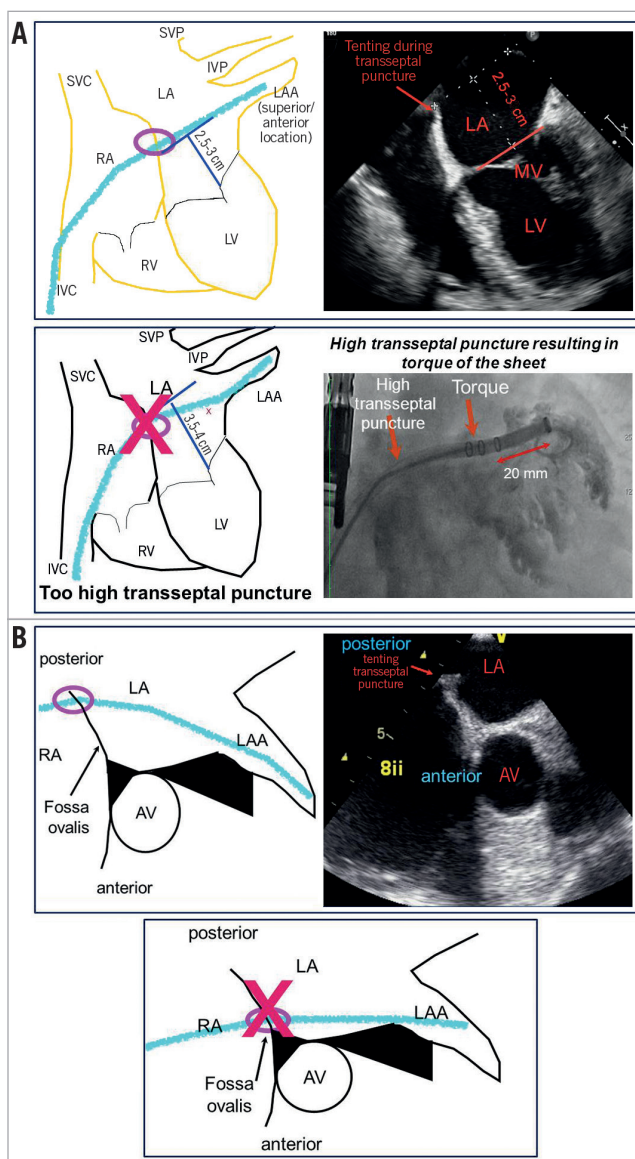 A
SVP
IVP
SVC
LA
LAA
(superior/
anterior
location)
2.5-3 cm
RA
LV
RV
IVC
180
P
Tenting during
transseptal
puncture
2.5-3 cm
LA
MV
LV
SVP
IVP
SVC
LA
LAA
x
3.5-4 cm
RA
LV
RV
IVC
Too high transseptal puncture
High transseptal puncture resulting in
torque of the sheet
High
transseptal
puncture
Torque
20 mm
B
posterior
LA
RA
LAA
Fossa
ovalis
AV
anterior
posterior
tenting
transseptal
puncture
V
LA
5
8ii
anterior
AV
posterior
LA
RA
LAA
Fossa
ovalis
AV
anterior